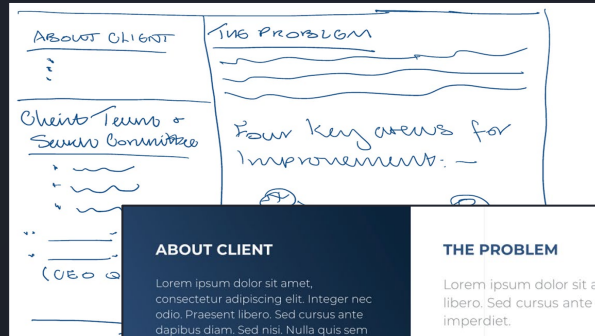 ABOUT CLIENT
THE PROBLEM
Client Team +
Search Committee
Four key areas for
Improvement: -
(CEO Q
ABOUT CLIENT
Lorem ipsum dolor sit amet,
consectetur adipiscing elit. Integer nec
odio. Praesent libero. Sed cursus ante
dapibus diam. Sed nisi. Nulla quis sem
THE PROBLEM
Lorem ipsum dolor sit a
libero. Sed cursus ante
imperdiet.